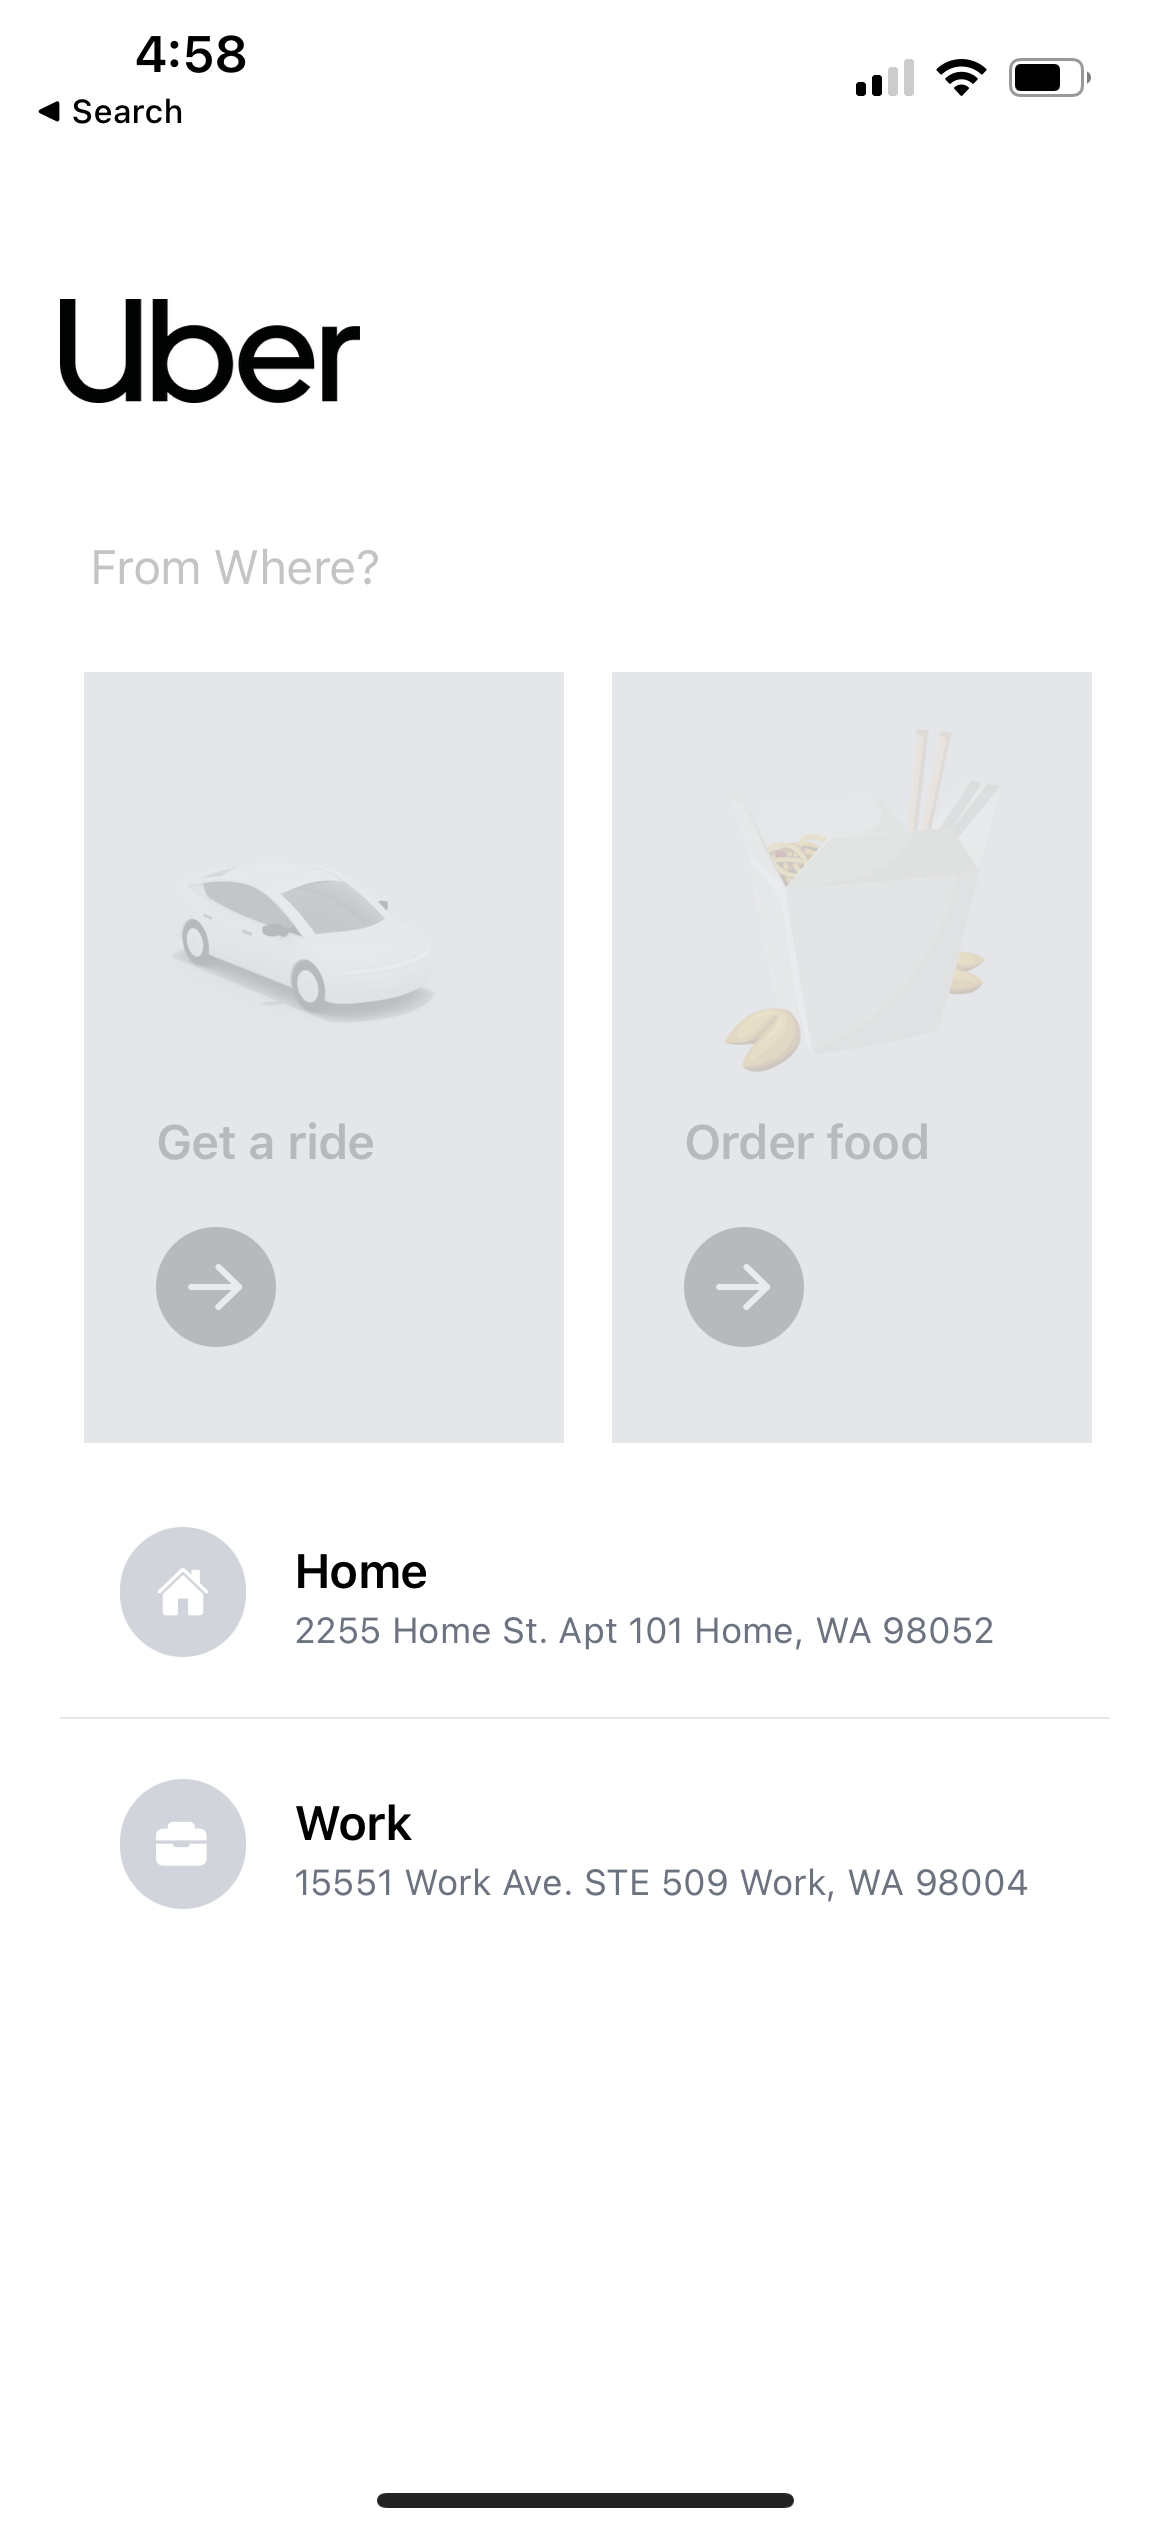 4:58
Search
Uber
From Where?
Get a ride
Order food
Home
2255 Home St. Apt 101 Home, WA 98052
Work
15551 Work Ave. STE 509 Work, WA 98004